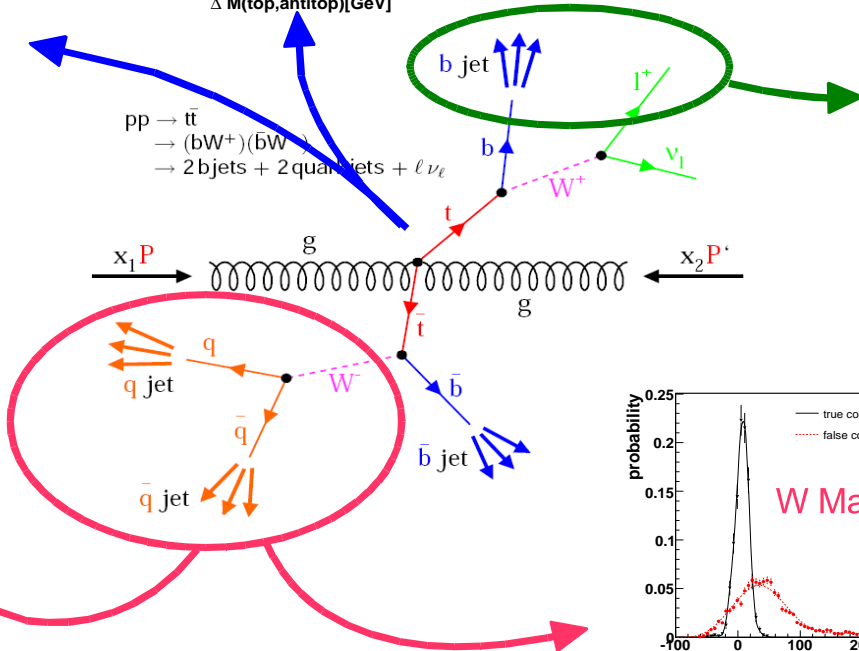 Δ M(top,antitop)[GeV]
b jet
l⁺
pp → tt̄
→ (bW⁺)(b̄W
→ 2 b jets + 2 quark jets + ℓ ν_ℓ
b
ν_l
W⁺
t
g
x₁P
x₂P‘
g
t̄
q
W⁻
q jet
b̄
q̄
b̄ jet
q̄ jet
0.25
probability
true co
false co
0.2
0.15
W Ma
0.1
0.05
0
-100 0 100 20